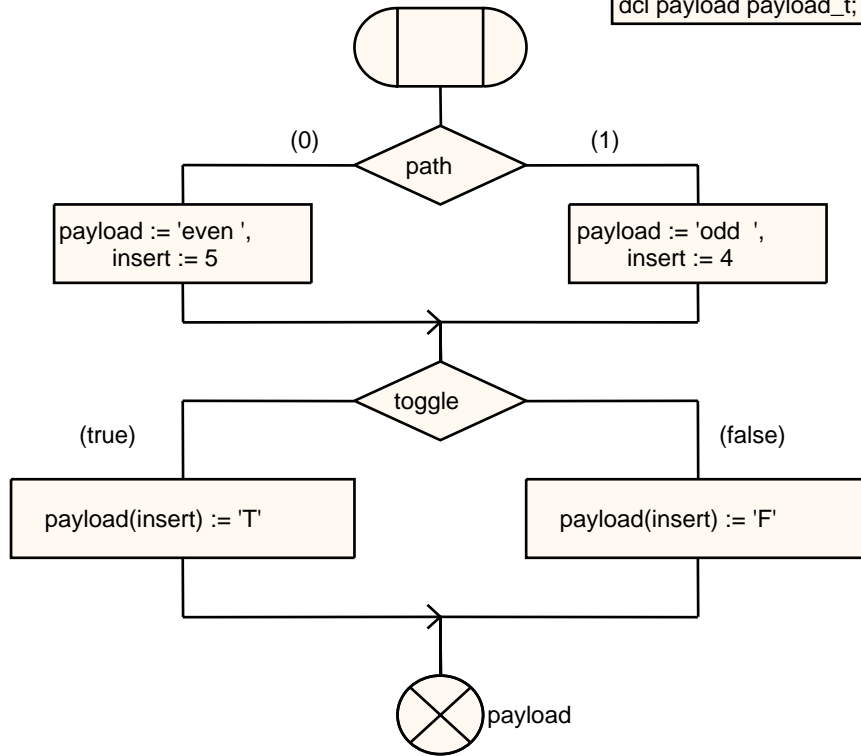 dcl payload payload_t;
(0)
(1)
path
payload := 'even ',
insert := 5
payload := 'odd  ',
insert := 4
toggle
(true)
(false)
payload(insert) := 'T'
payload(insert) := 'F'
payload